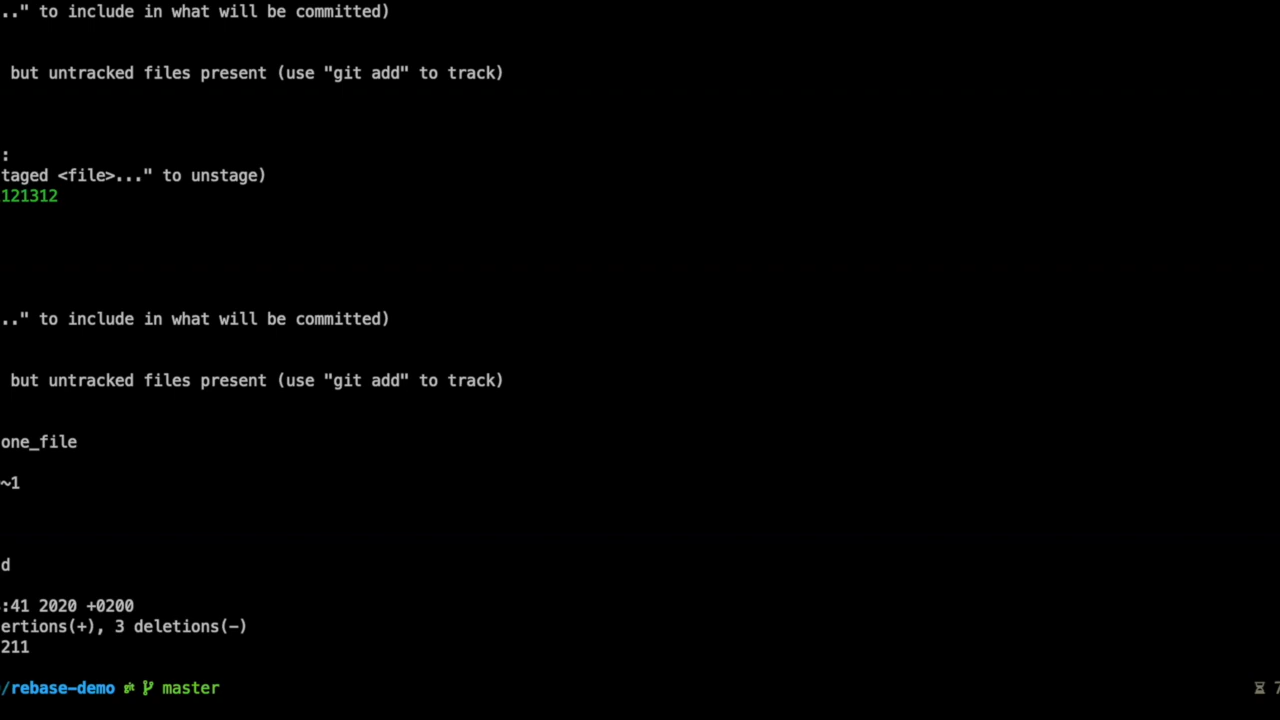 .." to include in what will be committed)
but untracked files present (use "git add" to track)
:
taged <file>..." to unstage)
121312
.." to include in what will be committed)
but untracked files present (use "git add" to track)
one_file
~1
d
:41 2020 +0200
ertions(+), 3 deletions(-)
211
/rebase-demo git master
7